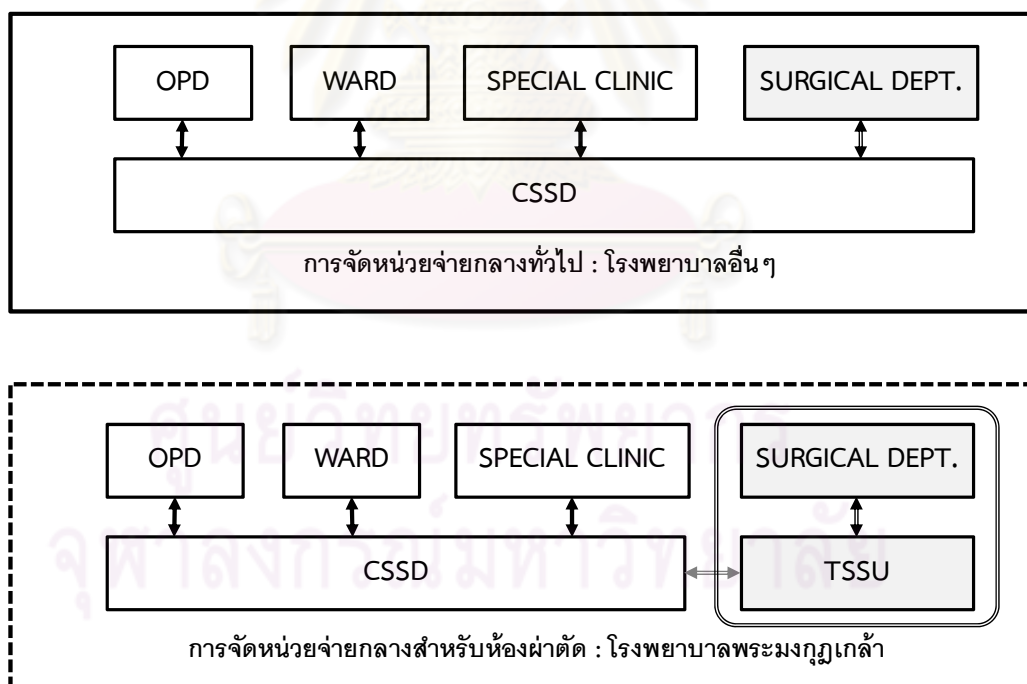 OPD WARD SPECIAL CLINIC SURGICAL DEPT.
CSSD
การจัดหน่วยจ่ายกลางทั่วไป : โรงพยาบาลอื่นๆ
ศูนย์วิทยทรัพยากร
OPD WARD SPECIAL CLINIC SURGICAL DEPT.
จุฬาลงกรณ์มหาวิทยาลัย
CSSD TSSU
การจัดหน่วยจ่ายกลางสำหรับห้องผ่าตัด : โรงพยาบาลพระมงกุฎเกล้า